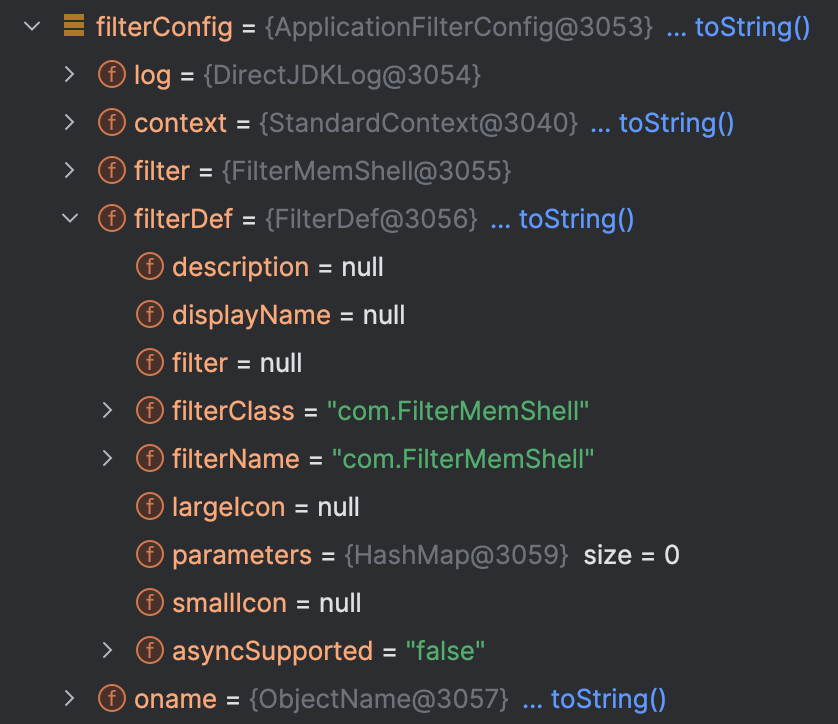 filterConfig = {ApplicationFilterConfig@3053} ... toString()
f log = {DirectJDKLog@3054}
f context = {StandardContext@3040} ... toString()
f filter = {FilterMemShell@3055}
f filterDef = {FilterDef@3056} ... toString()
f description = null
f displayName = null
f filter = null
f filterClass = "com.FilterMemShell"
f filterName = "com.FilterMemShell"
f largeIcon = null
f parameters = {HashMap@3059} size = 0
f smallIcon = null
f asyncSupported = "false"
f oname = {ObjectName@3057} ... toString()